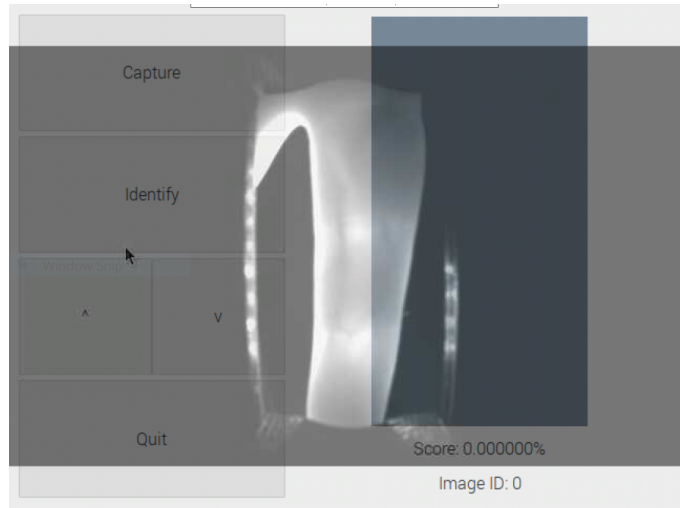 Capture
Identify
^
v
Quit
Score: 0.000000%
Image ID: 0